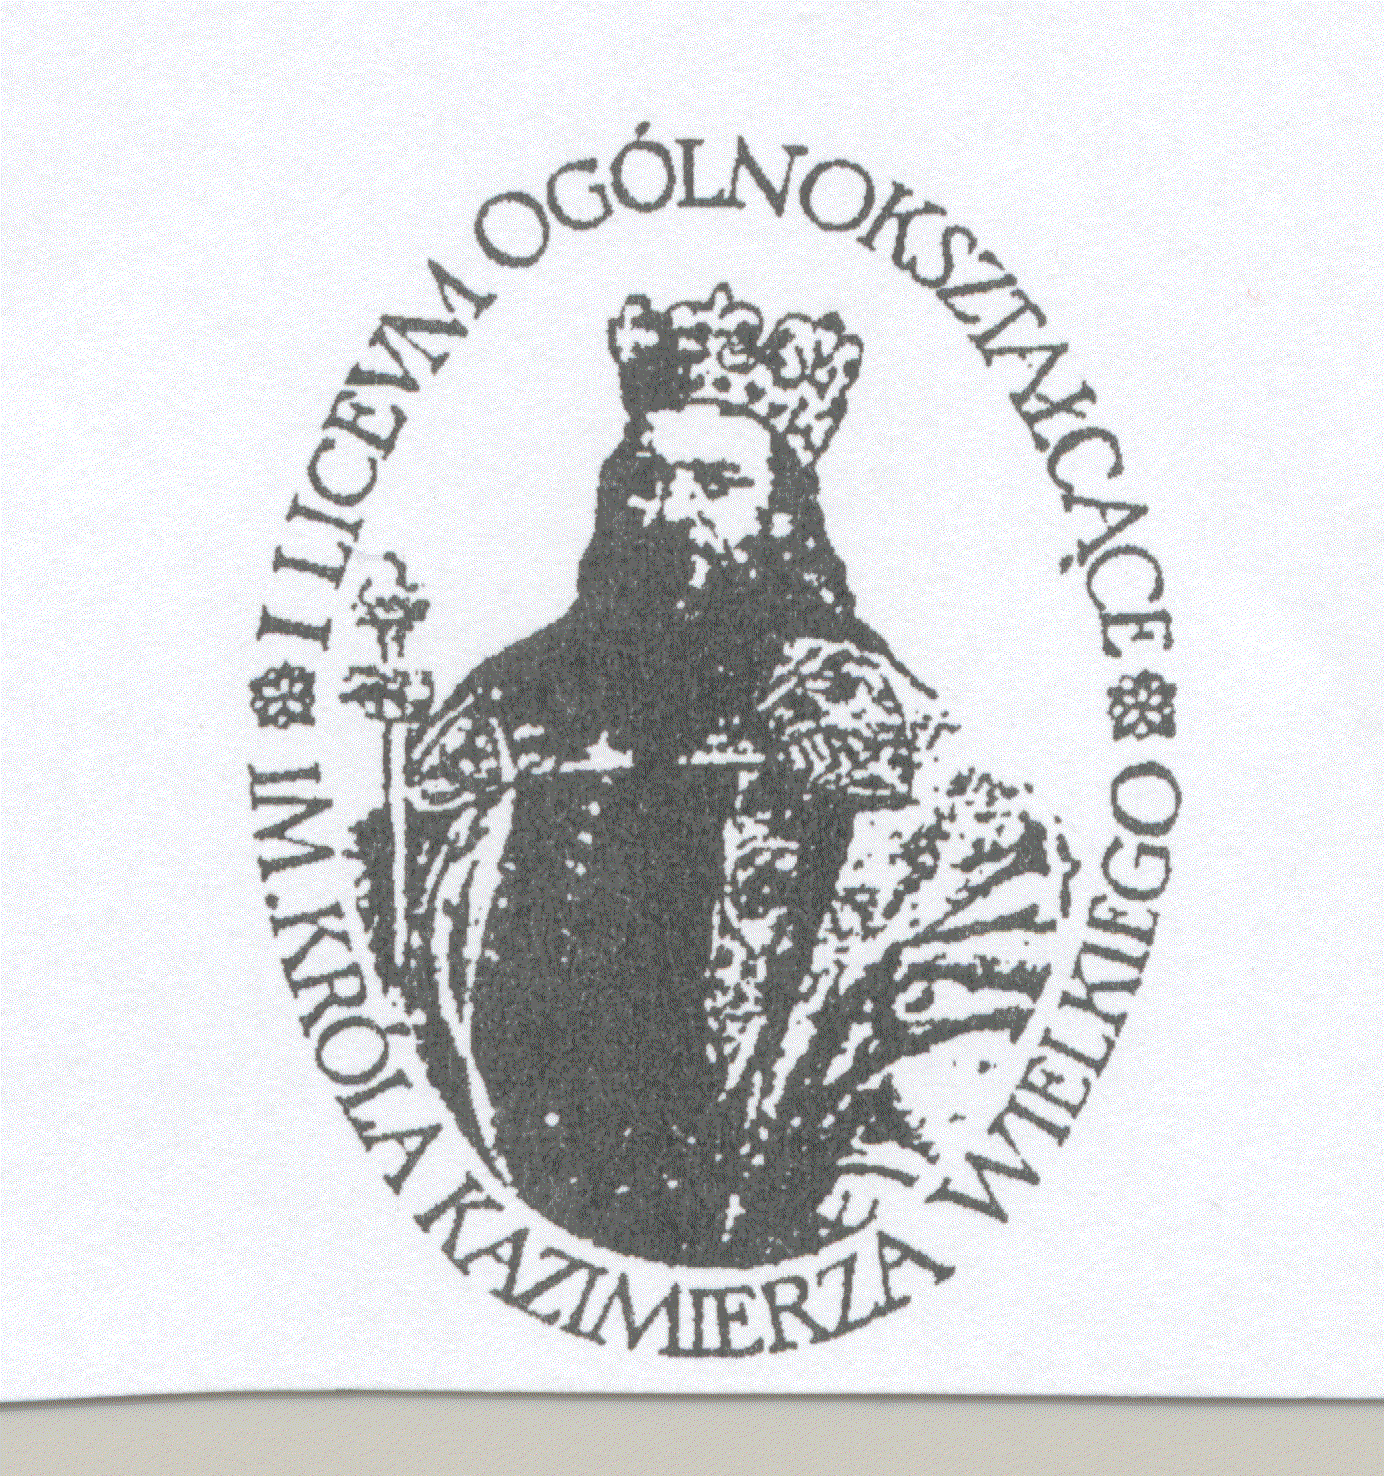 I LICEVM OGÓLNOKSZTAŁCĄCE
IM. KRÓLA KAZIMIERZA WIELKIEGO